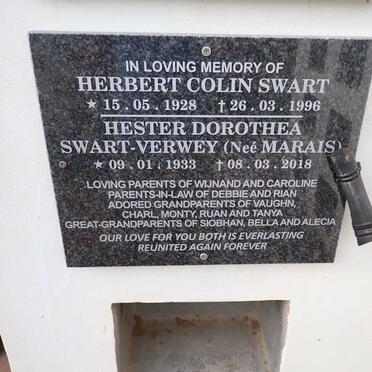 IN LOVING MEMORY OF
HERBERT COLIN SWART
★ 15 . 05 . 1928 † 26 . 03 . 1996
HESTER DOROTHEA
SWART-VERWEY (Neé MARAIS)
★ 09 . 01 . 1933 † 08 . 03 . 2018
LOVING PARENTS OF WIJNAND AND CAROLINE
PARENTS-IN-LAW OF DEBBIE AND RIAN
ADORED GRANDPARENTS OF VAUGHN,
CHARL, MONTY, RUAN AND TANYA
GREAT-GRANDPARENTS OF SIOBHAN, BELLA AND ALECIA
OUR LOVE FOR YOU BOTH IS EVERLASTING
REUNITED AGAIN FOREVER